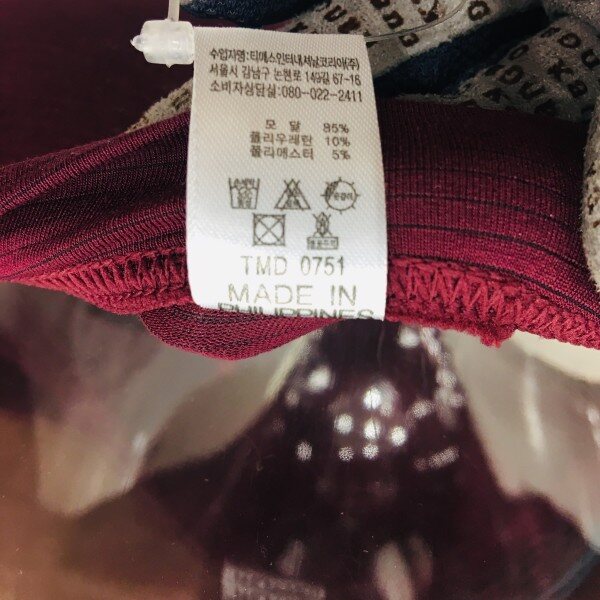 수입자명: 티메스인터내셔날코리아(주)
서울시 강남구 논현로 149길 67-16
소비자상담실:080-022-2411
모 달 85%
폴리우레탄 10%
폴리에스터 5%
TMD 0751
MADE IN
PHILIPPINES